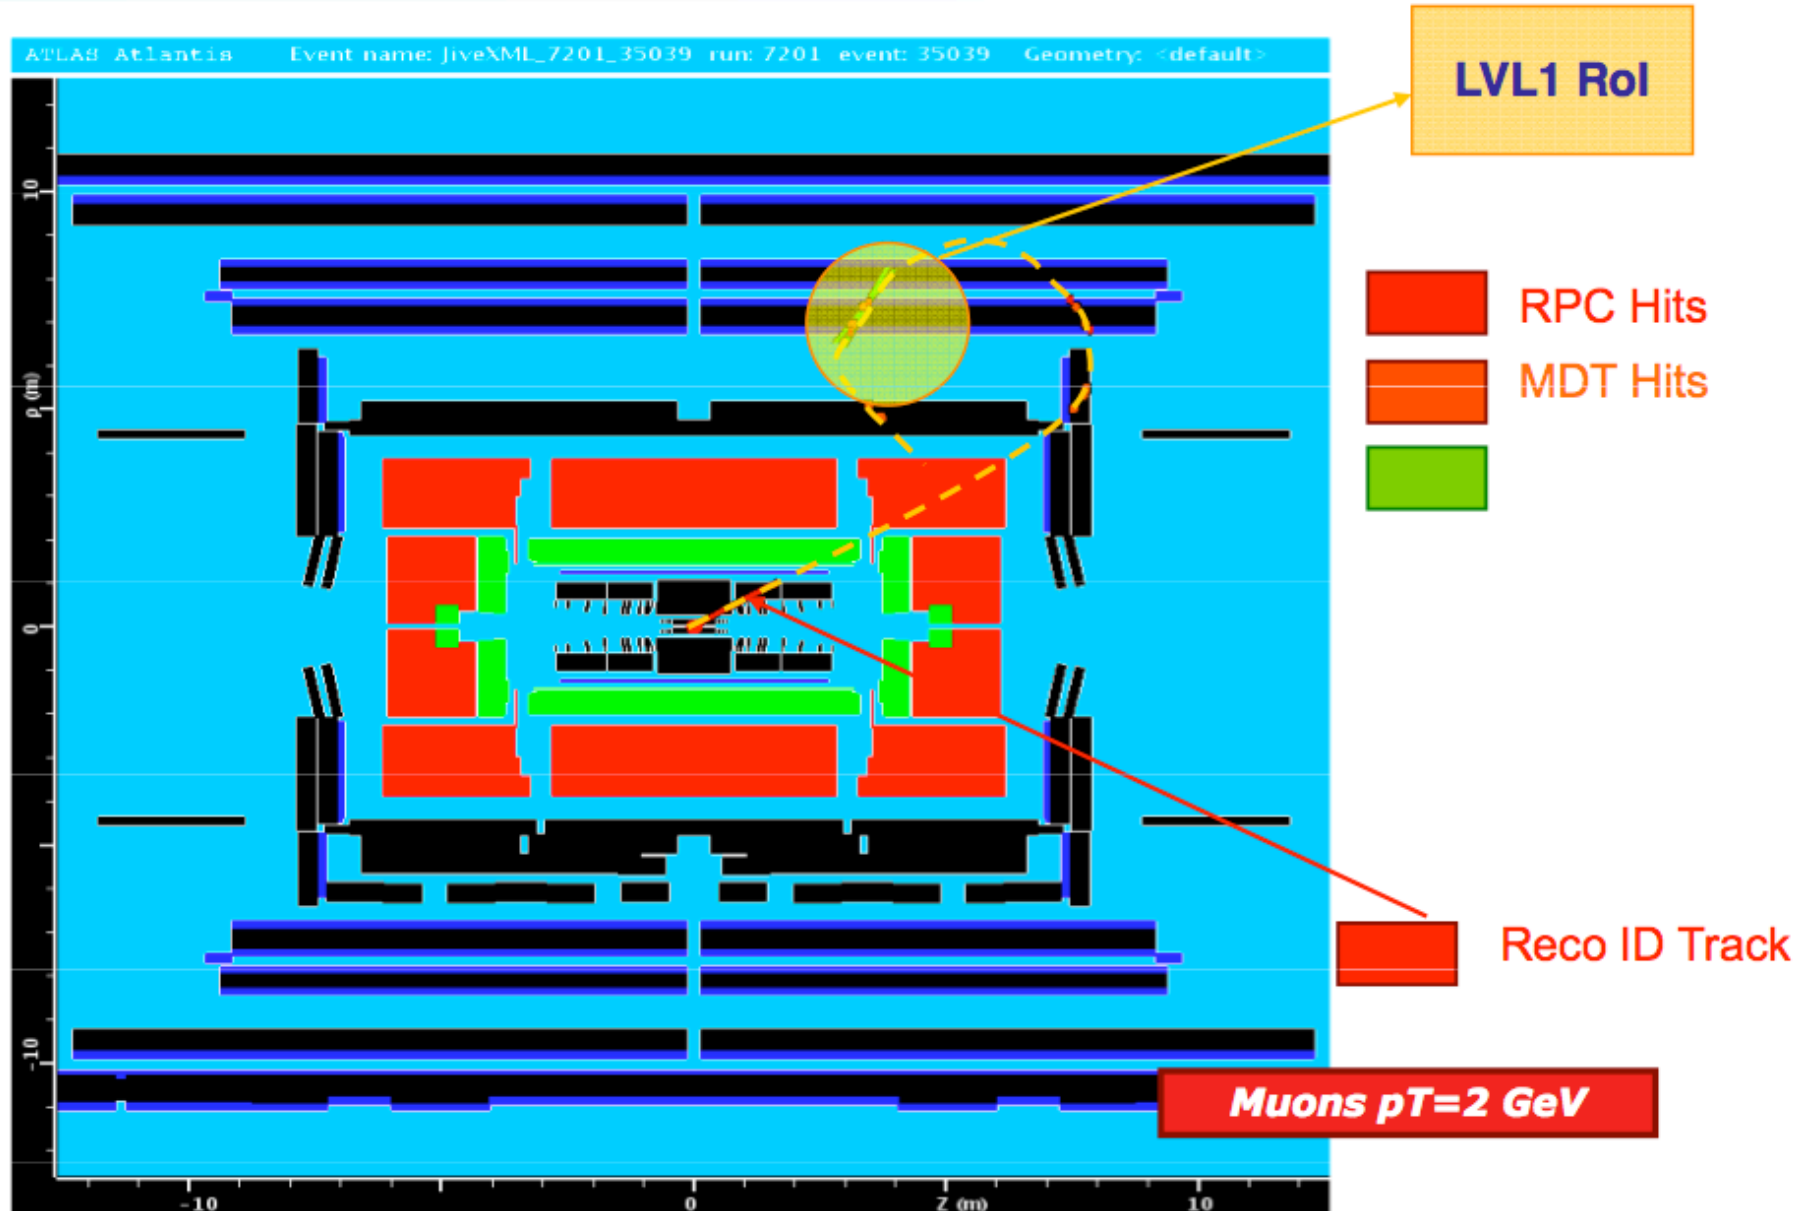 ATLAS Atlantis Event name: JiveXML_7201_35039 run: 7201 event: 35039 Geometry: <default>
LVL1 RoI
10
RPC Hits
MDT Hits
ρ (m)
0
Reco ID Track
-10
Muons pT=2 GeV
-10 0 Z (m) 10